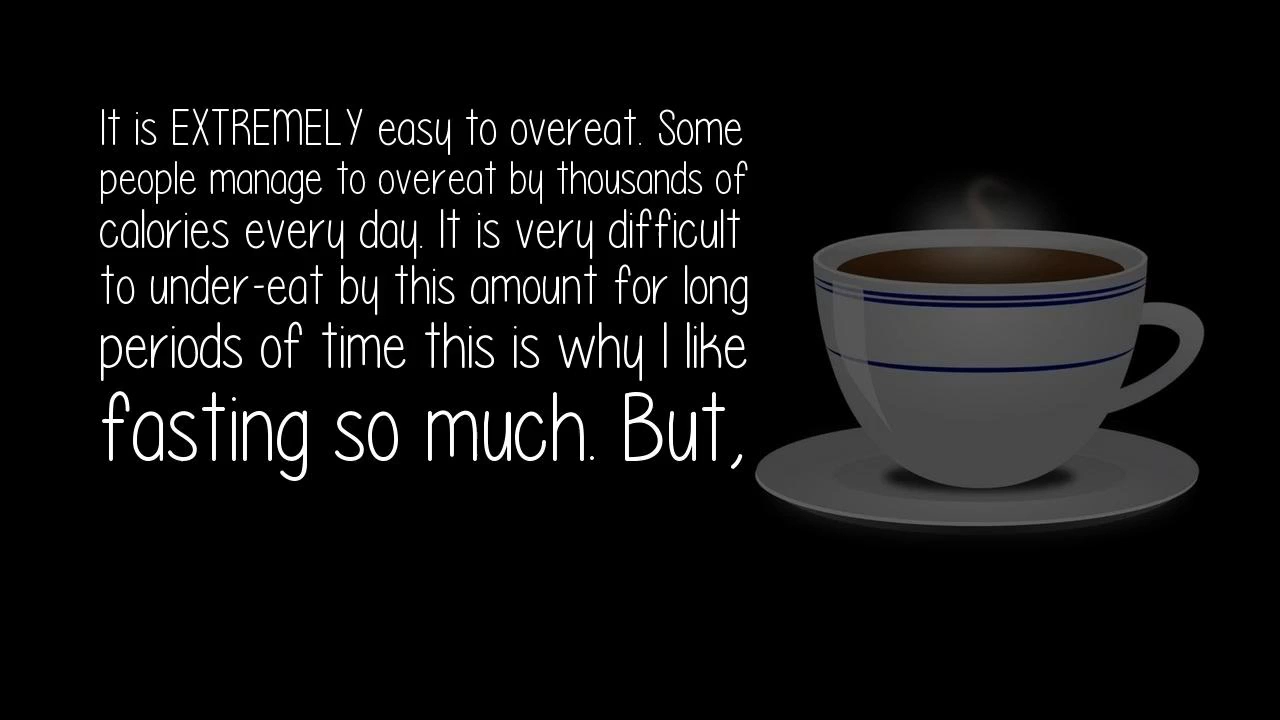 It is EXTREMELY easy to overeat. Some
people manage to overeat by thousands of
calories every day. It is very difficult
to under-eat by this amount for long
periods of time this is why I like
fasting so much. But,